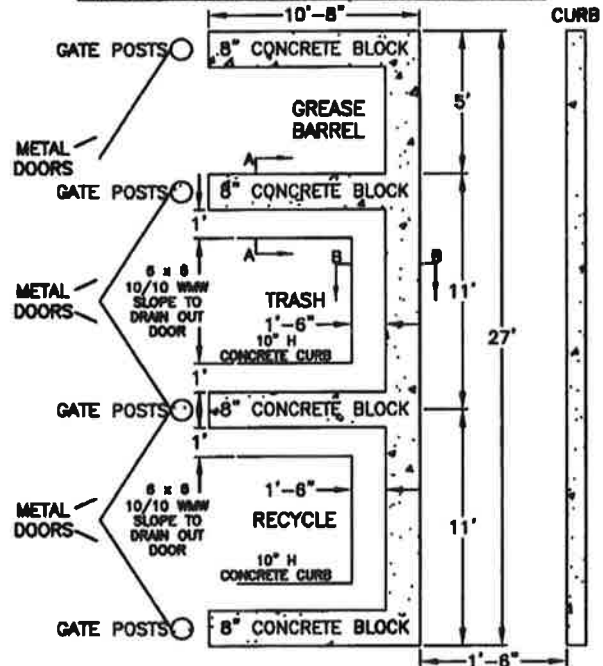 10'-8"
CURB
GATE POSTS
8" CONCRETE BLOCK
GREASE
BARREL
5'
METAL
DOORS
A
GATE POSTS
8" CONCRETE BLOCK
1'
A
B
B
6 x 6
10/10 WMW
SLOPE TO
DRAIN OUT
DOOR
METAL
DOORS
TRASH
11'
27'
1'-6"
10" H
CONCRETE CURB
1'
GATE POSTS
8" CONCRETE BLOCK
1'
6 x 6
10/10 WMW
SLOPE TO
DRAIN OUT
DOOR
METAL
DOORS
1'-6"
RECYCLE
11'
10" H
CONCRETE CURB
GATE POSTS
8" CONCRETE BLOCK
1'-6"